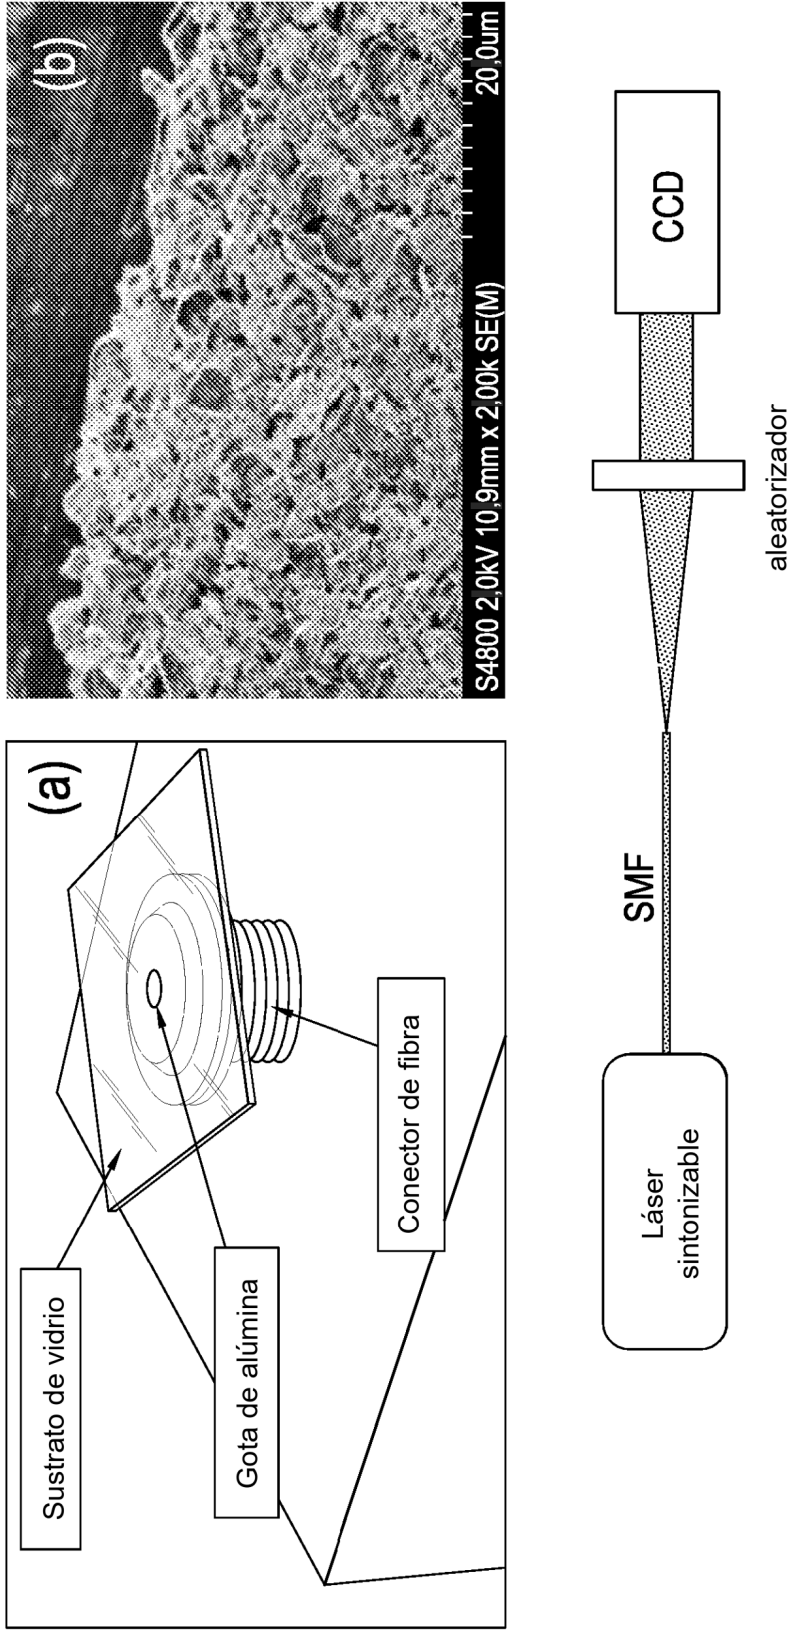 (a)
Sustrato de vidrio
Gota de alúmina
Conector de fibra
(b)
S4800 2,0kV 10,9mm x 2,00k SE(M)
20,0um
Láser
sintonizable
SMF
aleatorizador
CCD